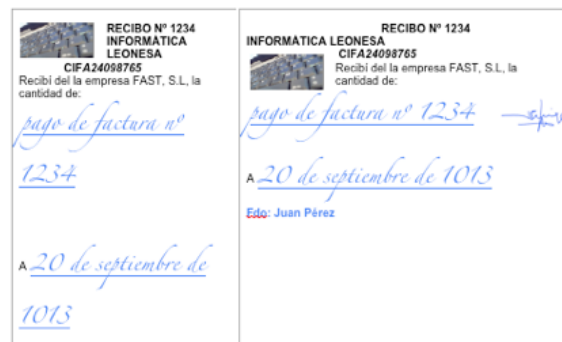 RECIBO Nº 1234
INFORMÁTICA
LEONESA
CIFA24098765
Recibí del la empresa FAST, S.L, la
cantidad de:
pago de factura nº
1234
A 20 de septiembre de
1013
RECIBO Nº 1234
INFORMÁTICA LEONESA
CIFA24098765
Recibí del la empresa FAST, S.L, la
cantidad de:
pago de factura nº 1234
A 20 de septiembre de 1013
Fdo: Juan Pérez